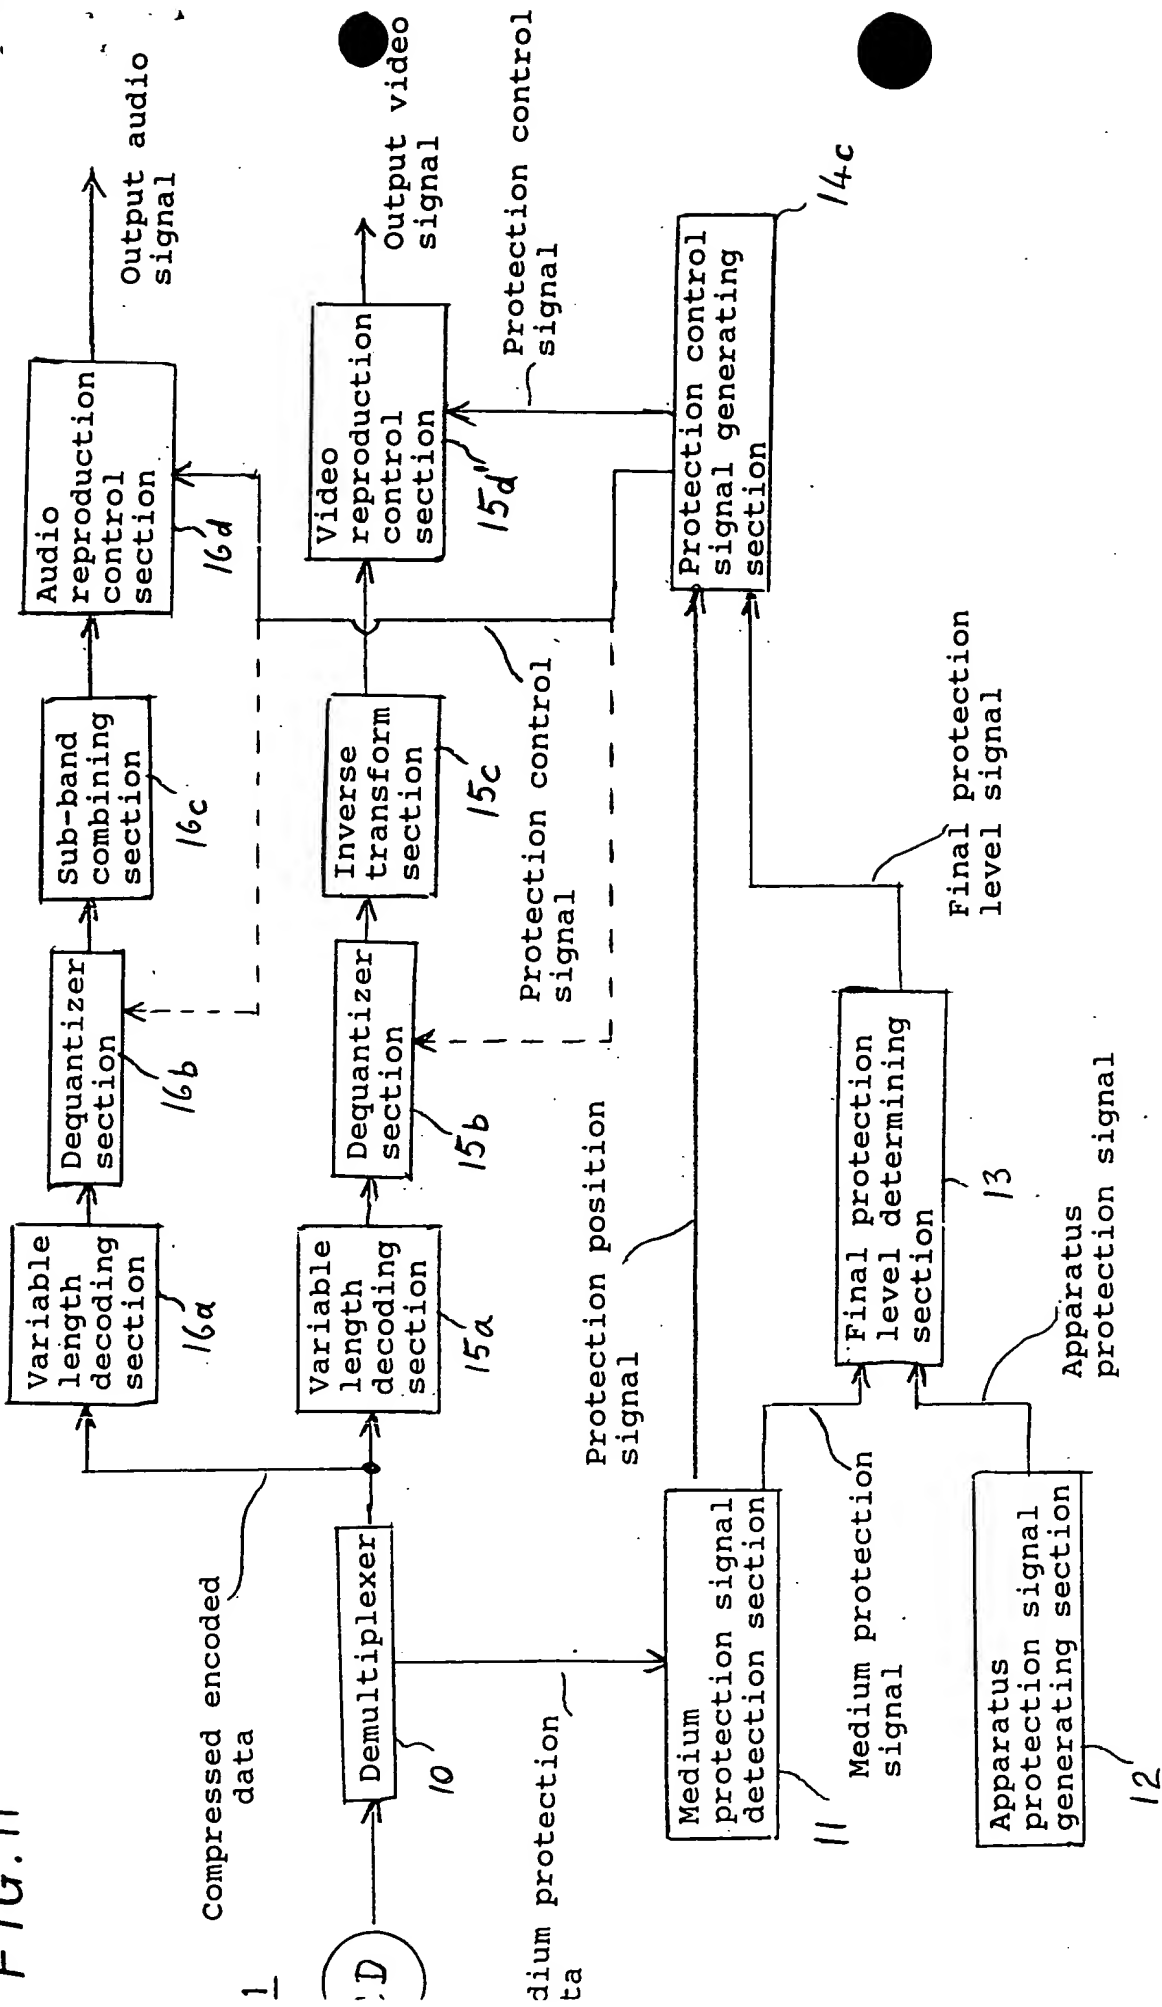 FIG. 11
Output audio
signal
Audio
reproduction
control
section
16d
Sub-band
combining
section
16c
Dequantizer
section
16b
Variable
length
decoding
section
16a
Output video
signal
Video
reproduction
control
section
15d"
Inverse
transform
section
15c
Dequantizer
section
15b
Variable
length
decoding
section
15a
Compressed encoded
data
Demultiplexer
10
1
D
Protection control
signal
Protection control
signal
Protection position
signal
dium protection
ta
Protection control
signal generating
section
14c
Final protection
level signal
Final protection
level determining
section
13
Medium
protection signal
detection section
11
Medium protection
signal
Apparatus
protection signal
Apparatus
protection signal
generating section
12